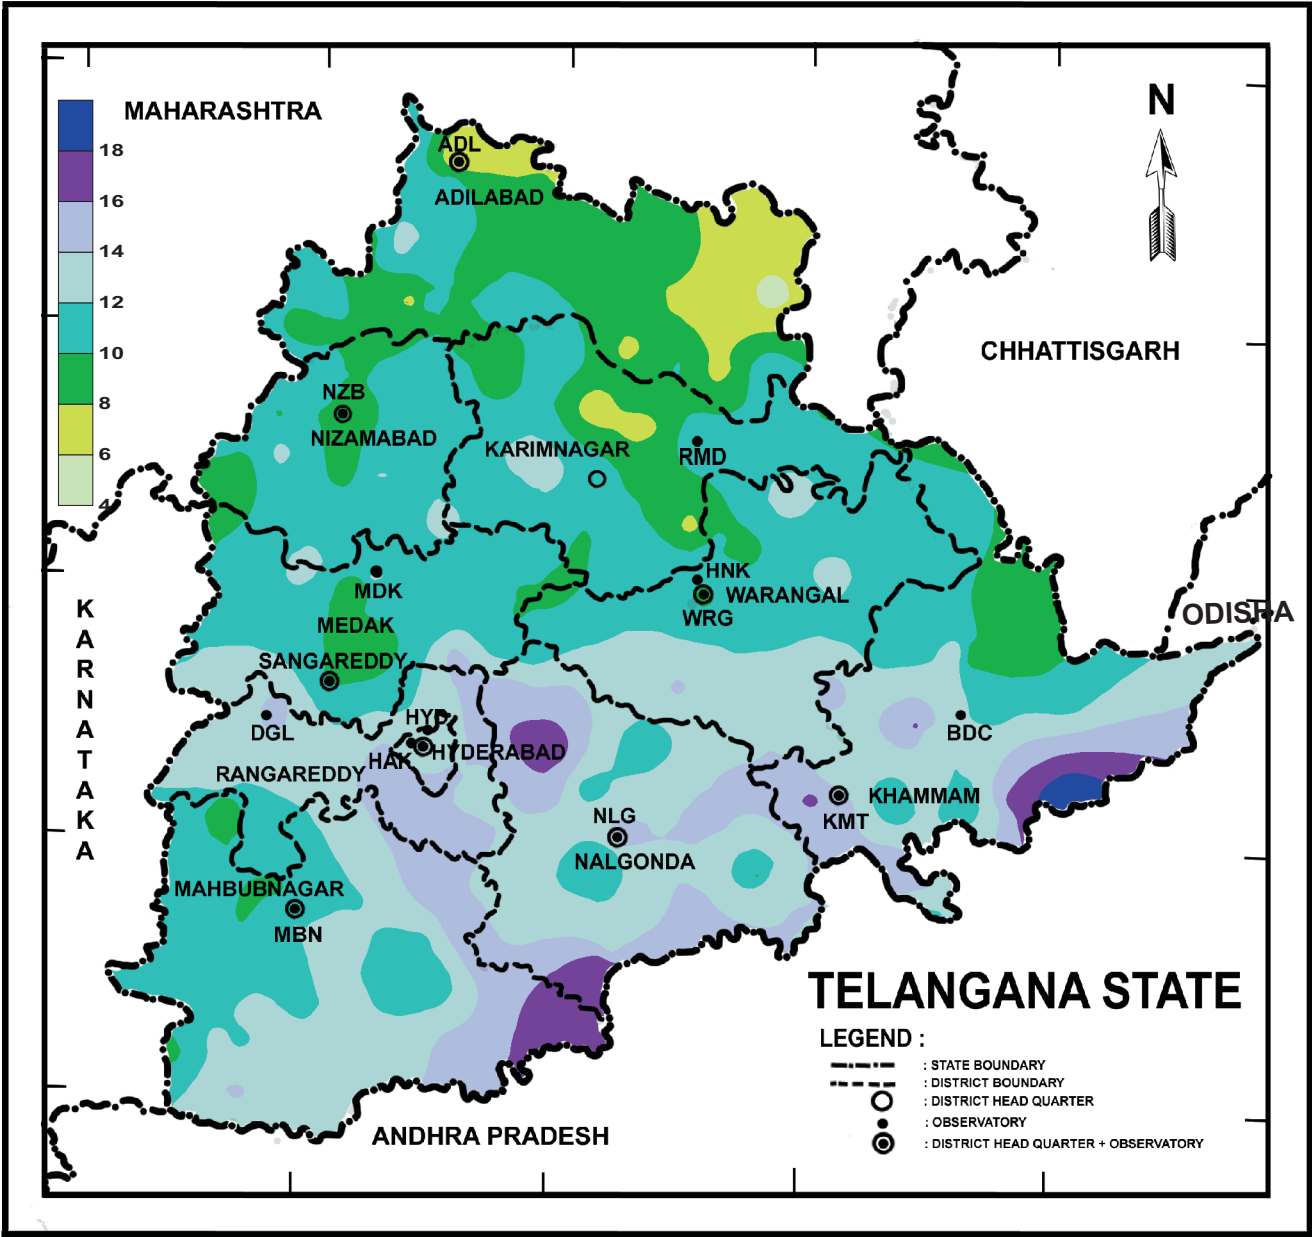 MAHARASHTRA
N
18
16
14
12
10
8
6
4
ADL
ADILABAD
CHHATTISGARH
NZB
NIZAMABAD
KARIMNAGAR
RMD
HNK
WARANGAL
WRG
MDK
MEDAK
SANGAREDDY
ODISHA
KARNATAKA
DGL
HYD
HAK
HYDERABAD
RANGAREDDY
BDC
KHAMMAM
KMT
NLG
NALGONDA
MAHBUBNAGAR
MBN
TELANGANA STATE
LEGEND :
: STATE BOUNDARY
: DISTRICT BOUNDARY
: DISTRICT HEAD QUARTER
: OBSERVATORY
: DISTRICT HEAD QUARTER + OBSERVATORY
ANDHRA PRADESH